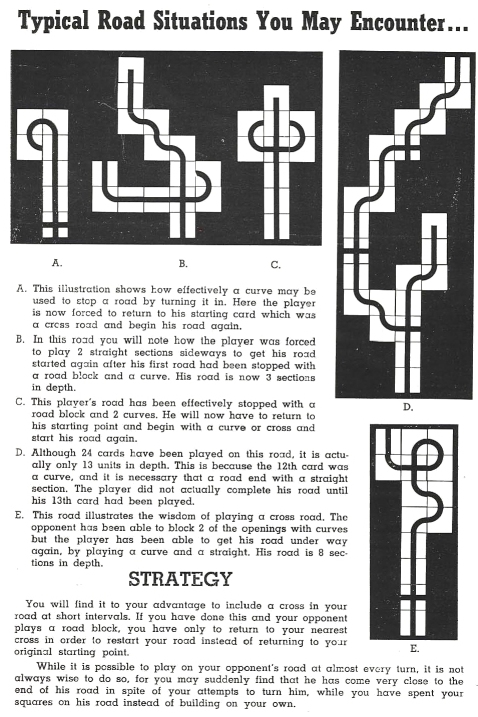 Typical Road Situations You May Encounter...
A.
B.
C.
D.
A. This illustration shows how effectively a curve may be
used to stop a road by turning it in. Here the player
is now forced to return to his starting card which was
a cross road and begin his road again.
B. In this road you will note how the player was forced
to play 2 straight sections sideways to get his road
started again after his first road had been stopped with
a road block and a curve. His road is now 3 sections
in depth.
C. This player's road has been effectively stopped with a
road block and 2 curves. He will now have to return to
his starting point and begin with a curve or cross and
start his road again.
D. Although 24 cards have been played on this road, it is actu-
ally only 13 units in depth. This is because the 12th card was
a curve, and it is necessary that a road end with a straight
section. The player did not actually complete his road until
his 13th card had been played.
E. This road illustrates the wisdom of playing a cross road. The
opponent has been able to block 2 of the openings with curves
but the player has been able to get his road under way
again, by playing a curve and a straight. His road is 8 sec-
tions in depth.
E.
STRATEGY
You will find it to your advantage to include a cross in your
road at short intervals. If you have done this and your opponent
plays a road block, you have only to return to your nearest
cross in order to restart your road instead of returning to your
original starting point.
While it is possible to play on your opponent's road at almost every turn, it is not
always wise to do so, for you may suddenly find that he has come very close to the
end of his road in spite of your attempts to turn him, while you have spent your
squares on his road instead of building on your own.